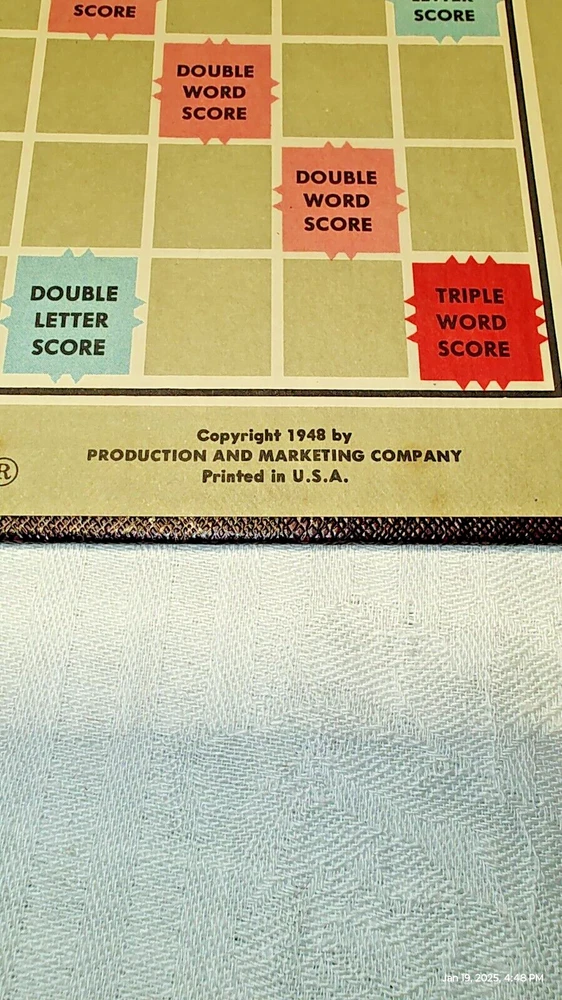 SCORE
LETTER
SCORE
DOUBLE
WORD
SCORE
DOUBLE
WORD
SCORE
DOUBLE
LETTER
SCORE
TRIPLE
WORD
SCORE
Copyright 1948 by
PRODUCTION AND MARKETING COMPANY
Printed in U.S.A.
®
Jan 19, 2025, 4:48 PM